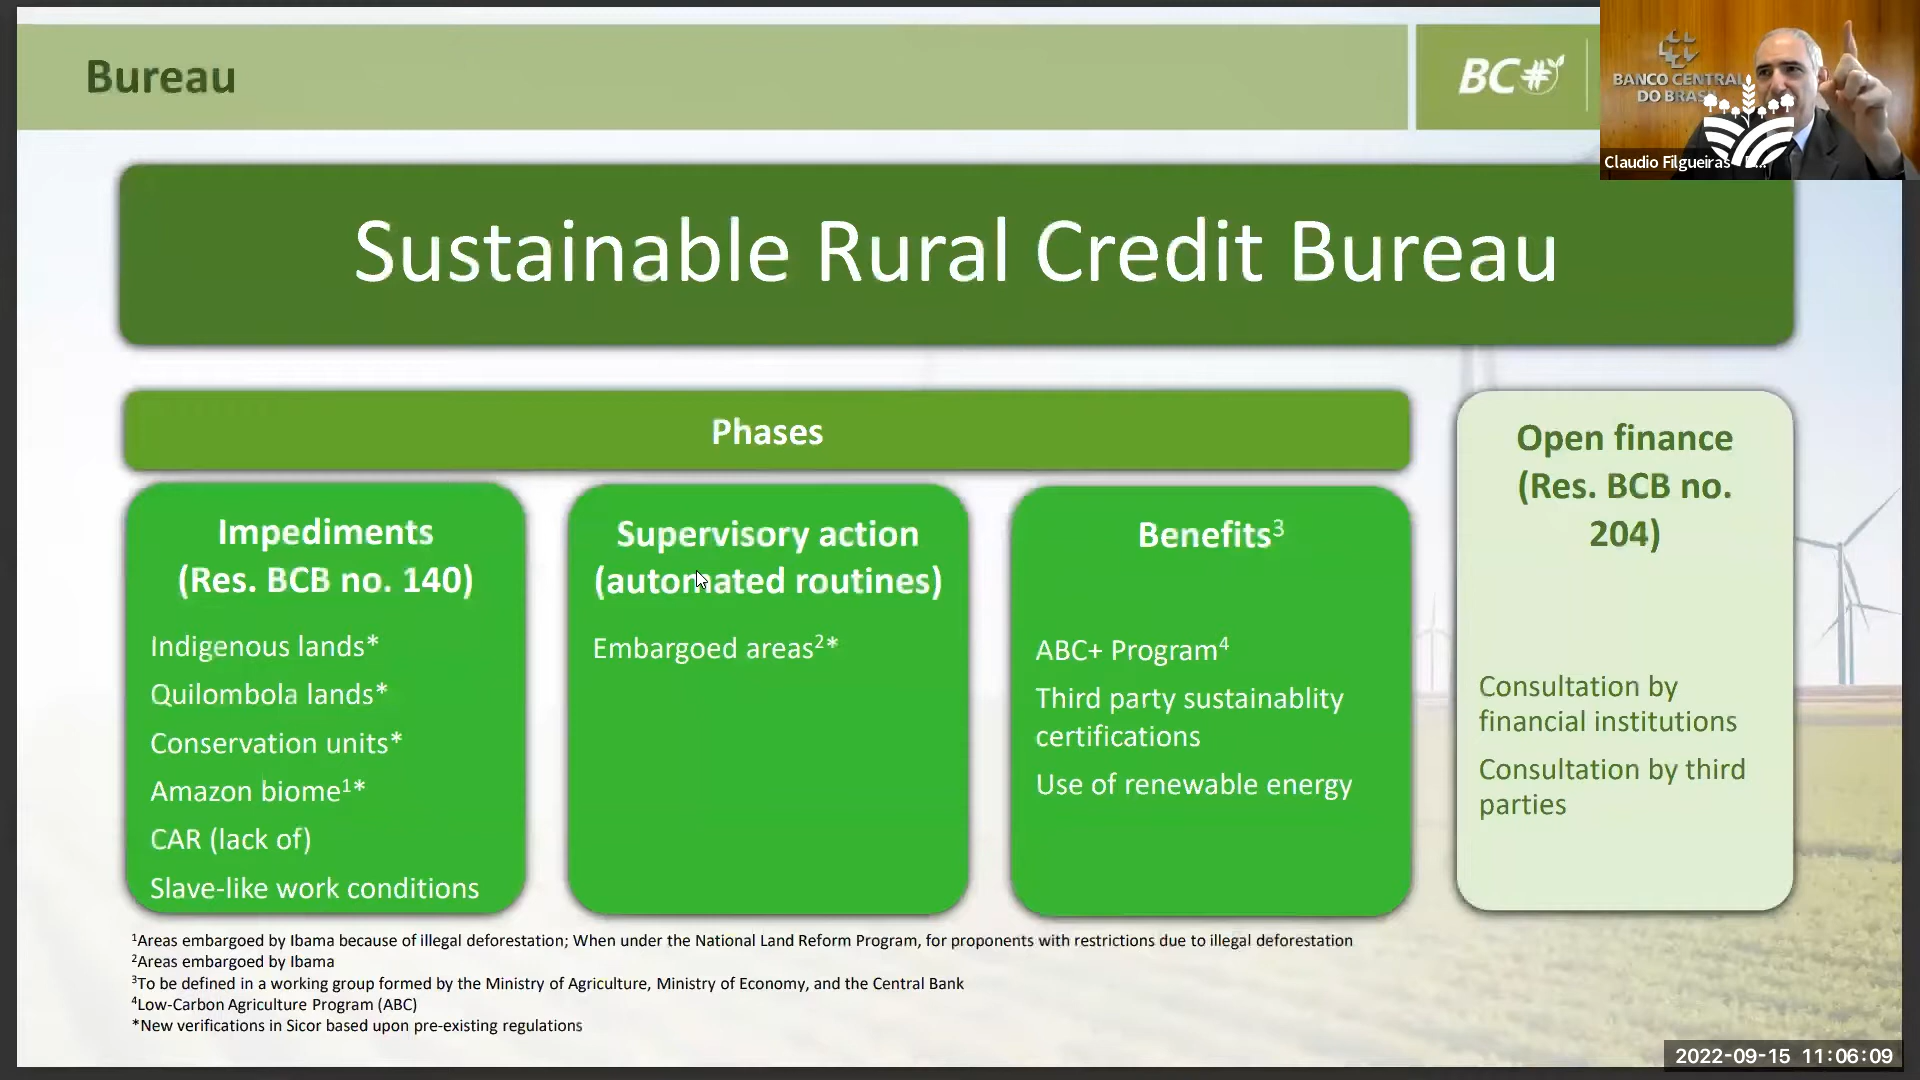 Bureau
BC#
BANCO CENTRAL
DO BRAS
Claudio Filgueiras
Sustainable Rural Credit Bureau
Phases
Impediments
(Res. BCB no. 140)
Indigenous lands*
Quilombola lands*
Conservation units*
Amazon biome¹*
CAR (lack of)
Slave-like work conditions
Supervisory action
(automated routines)
Embargoed areas²*
Benefits³
ABC+ Program⁴
Third party sustainablity
certifications
Use of renewable energy
Open finance
(Res. BCB no.
204)
Consultation by
financial institutions
Consultation by third
parties
¹Areas embargoed by Ibama because of illegal deforestation; When under the National Land Reform Program, for proponents with restrictions due to illegal deforestation
²Areas embargoed by Ibama
³To be defined in a working group formed by the Ministry of Agriculture, Ministry of Economy, and the Central Bank
⁴Low-Carbon Agriculture Program (ABC)
*New verifications in Sicor based upon pre-existing regulations
2022-09-15 11:06:09